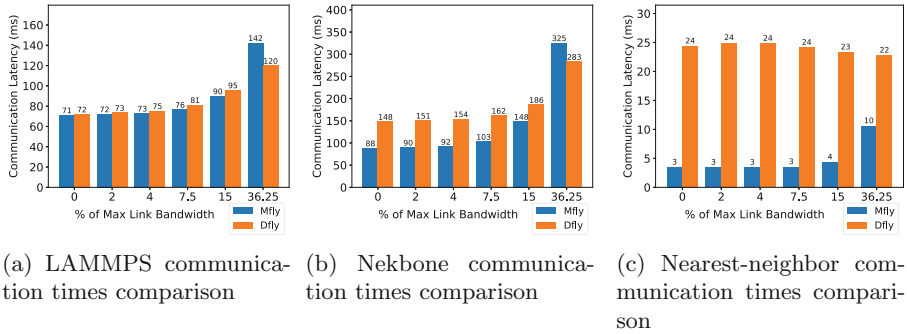 160
140
120
100
80
60
40
20
0
Communication Latency (ms)
71 72 72 73 73 75 76 81 90 95 142 120
0 2 4 7.5 15 36.25
% of Max Link Bandwidth
Mfly
Dfly
(a) LAMMPS communica-
tion times comparison
400
350
300
250
200
150
100
50
0
Communication Latency (ms)
88 148 90 151 92 154 103 162 148 186 325 283
0 2 4 7.5 15 36.25
% of Max Link Bandwidth
Mfly
Dfly
(b) Nekbone communica-
tion times comparison
30
25
20
15
10
5
0
Communication Latency (ms)
3 24 3 24 3 24 3 24 4 23 10 22
0 2 4 7.5 15 36.25
% of Max Link Bandwidth
Mfly
Dfly
(c) Nearest-neighbor com-
munication times compari-
son